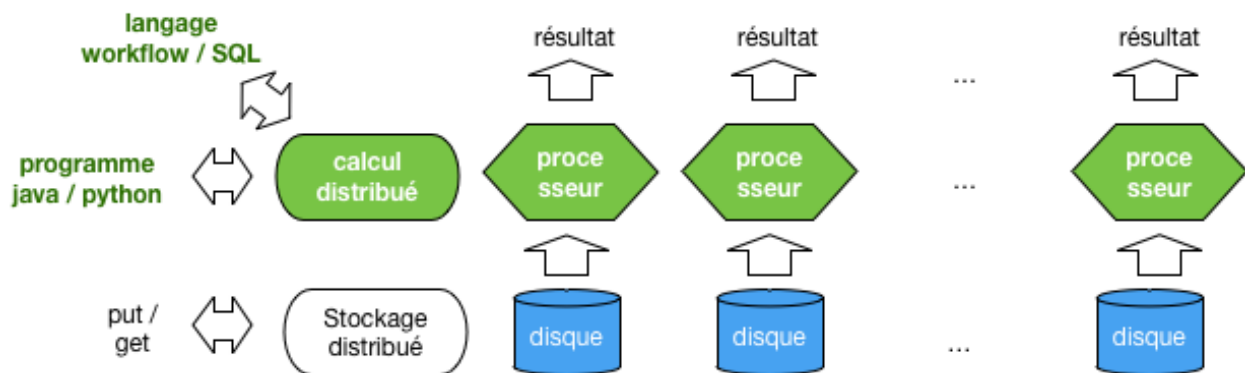 langage
workflow / SQL
résultat
résultat
...
résultat
programme
java / python
calcul
distribué
proce
sseur
proce
sseur
...
proce
sseur
put /
get
Stockage
distribué
disque
disque
...
disque